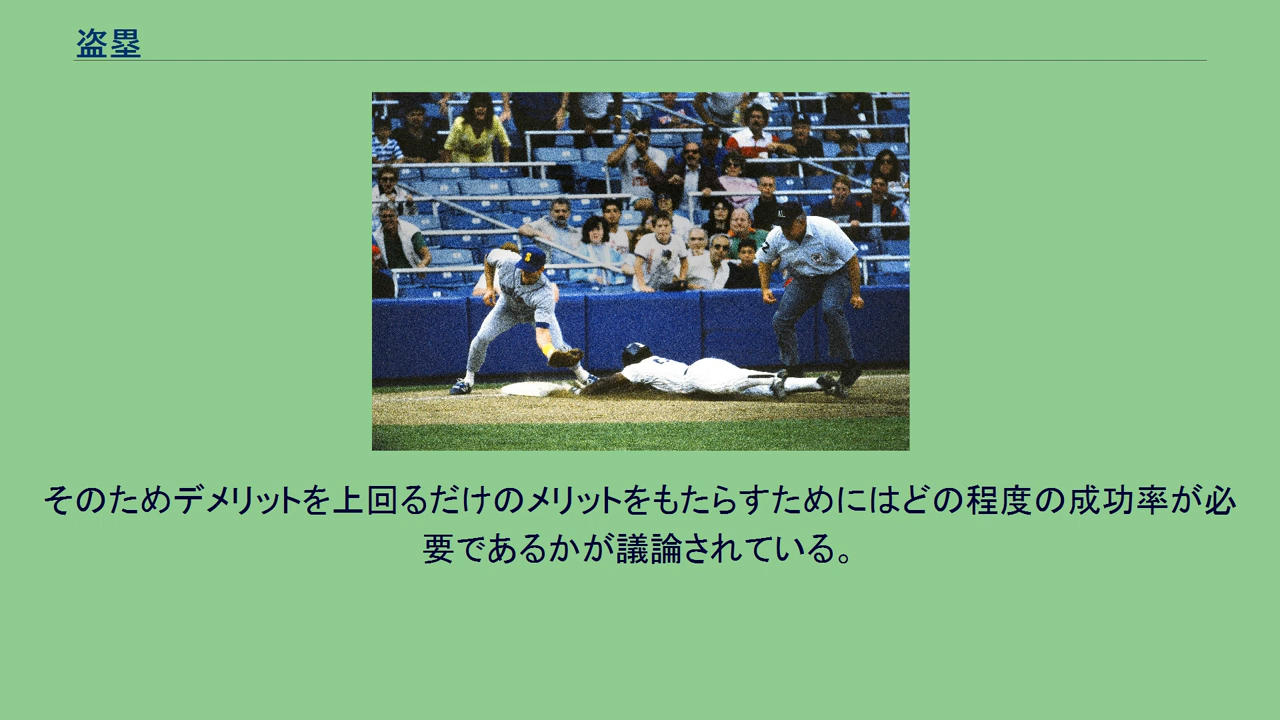 盗塁
そのためデメリットを上回るだけのメリットをもたらすためにはどの程度の成功率が必
要であるかが議論されている。